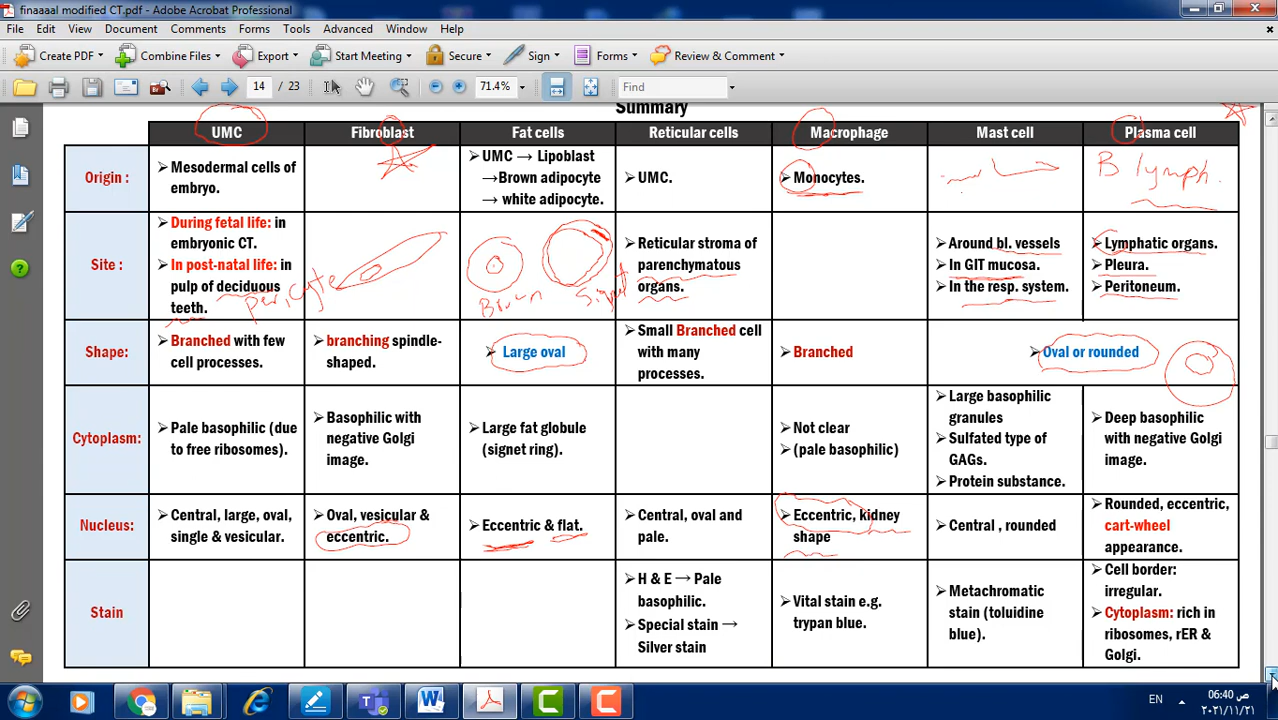 finaaaal modified CT.pdf - Adobe Acrobat Professional
File Edit View Document Comments Forms Tools Advanced Window Help
Create PDF Combine Files Export Start Meeting Secure Sign Forms Review & Comment
14 / 23 71.4% Find
Summary
UMC Fibroblast Fat cells Reticular cells Macrophage Mast cell Plasma cell
Origin :
➢ Mesodermal cells of
embryo.
➢ UMC → Lipoblast
→Brown adipocyte
→ white adipocyte.
➢ UMC.
➢ Monocytes.
B lymph.
Site :
➢ During fetal life: in
embryonic CT.
➢ In post-natal life: in
pulp of deciduous
teeth.
pericyte
Brown
Signet
➢ Reticular stroma of
parenchymatous
organs.
➢ Around bl. vessels
➢ In GIT mucosa.
➢ In the resp. system.
➢ Lymphatic organs.
➢ Pleura.
➢ Peritoneum.
Shape:
➢ Branched with few
cell processes.
➢ branching spindle-
shaped.
➢ Large oval
➢ Small Branched cell
with many
processes.
➢ Branched
➢ Oval or rounded
Cytoplasm:
➢ Pale basophilic (due
to free ribosomes).
➢ Basophilic with
negative Golgi
image.
➢ Large fat globule
(signet ring).
➢ Not clear
➢ (pale basophilic)
➢ Large basophilic
granules
➢ Sulfated type of
GAGs.
➢ Protein substance.
➢ Deep basophilic
with negative Golgi
image.
Nucleus:
➢ Central, large, oval,
single & vesicular.
➢ Oval, vesicular &
eccentric.
➢ Eccentric & flat.
➢ Central, oval and
pale.
➢ Eccentric, kidney
shape
➢ Central , rounded
➢ Rounded, eccentric,
cart-wheel
appearance.
Stain
➢ H & E → Pale
basophilic.
➢ Special stain →
Silver stain
➢ Vital stain e.g.
trypan blue.
➢ Metachromatic
stain (toluidine
blue).
➢ Cell border:
irregular.
➢ Cytoplasm: rich in
ribosomes, rER &
Golgi.
EN
06:40 ص
٢٠٢١/١١/٢١